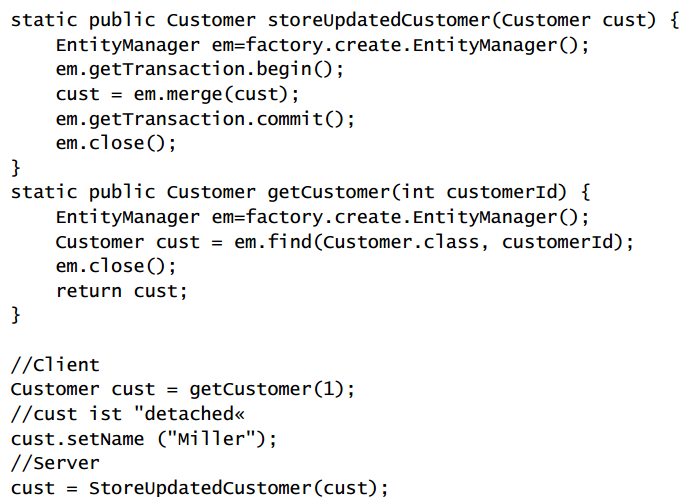 static public Customer storeUpdatedCustomer(Customer cust) {
    EntityManager em=factory.create.EntityManager();
    em.getTransaction.begin();
    cust = em.merge(cust);
    em.getTransaction.commit();
    em.close();
}
static public Customer getCustomer(int customerId) {
    EntityManager em=factory.create.EntityManager();
    Customer cust = em.find(Customer.class, customerId);
    em.close();
    return cust;
}

//Client
Customer cust = getCustomer(1);
//cust ist "detached«
cust.setName ("Miller");
//Server
cust = StoreUpdatedCustomer(cust);